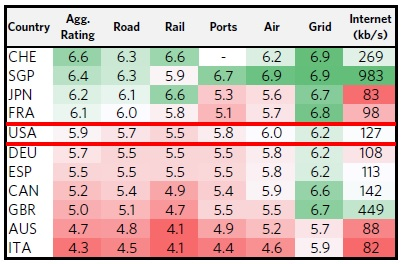 Country Agg. Rating Road Rail Ports Air Grid Internet (kb/s)
CHE 6.6 6.3 6.6 - 6.2 6.9 269
SGP 6.4 6.3 5.9 6.7 6.9 6.9 983
JPN 6.2 6.1 6.6 5.3 5.6 6.7 83
FRA 6.1 6.0 5.8 5.1 5.7 6.8 98
USA 5.9 5.7 5.5 5.8 6.0 6.2 127
DEU 5.7 5.5 5.5 5.5 5.8 6.2 108
ESP 5.5 5.5 5.5 5.5 5.8 6.2 113
CAN 5.2 5.4 4.9 5.4 5.9 6.6 142
GBR 5.0 5.1 4.7 5.5 5.5 6.7 449
AUS 4.7 4.8 4.1 4.9 5.2 5.7 88
ITA 4.3 4.5 4.1 4.4 4.6 5.9 82